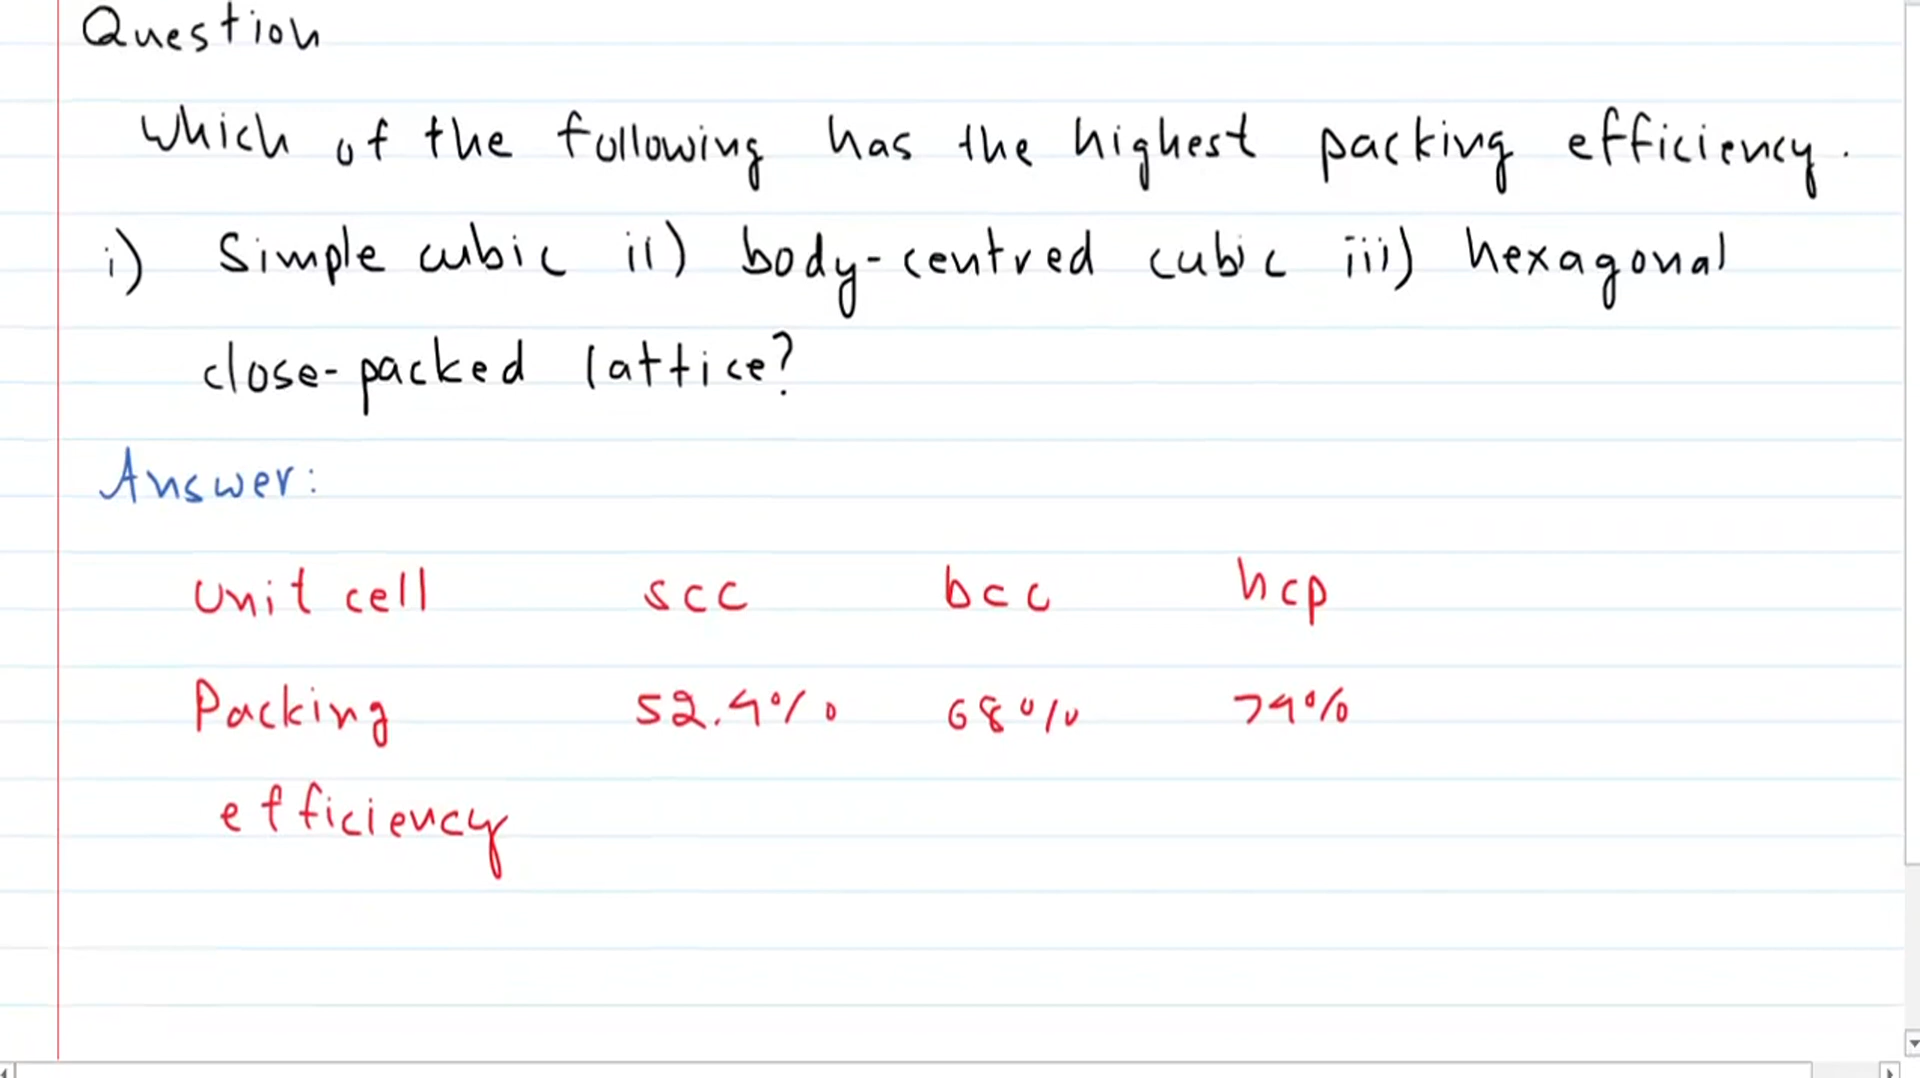 Question
Which of the following has the highest packing efficiency.
i) Simple cubic ii) body-centred cubic iii) hexagonal
close-packed lattice?
Answer:
Unit cell scc bcc hcp
Packing 52.4% 68% 74%
efficiency